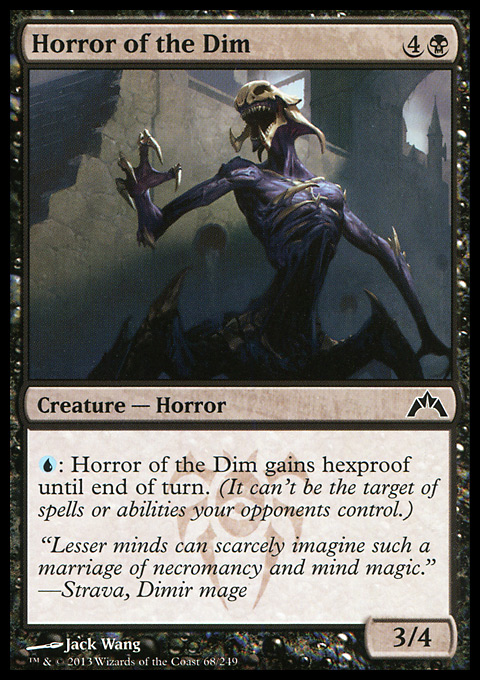 Horror of the Dim 4
Creature — Horror
: Horror of the Dim gains hexproof
until end of turn. (It can't be the target of
spells or abilities your opponents control.)
"Lesser minds can scarcely imagine such a
marriage of necromancy and mind magic."
—Strava, Dimir mage
3/4
Jack Wang
™ & © 2013 Wizards of the Coast 68/249